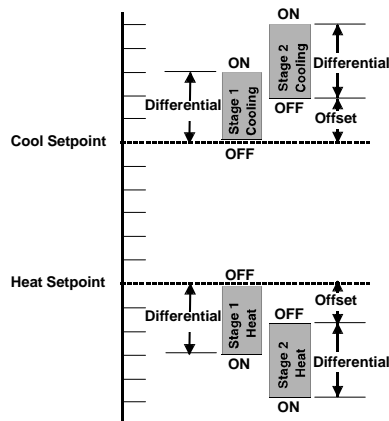 ON
ON
Stage 2
Cooling
Differential
Stage 1
Cooling
Differential
OFF
Offset
Cool Setpoint
OFF
Heat Setpoint
OFF
Offset
Stage 1
Heat
Differential
OFF
ON
Stage 2
Heat
Differential
ON